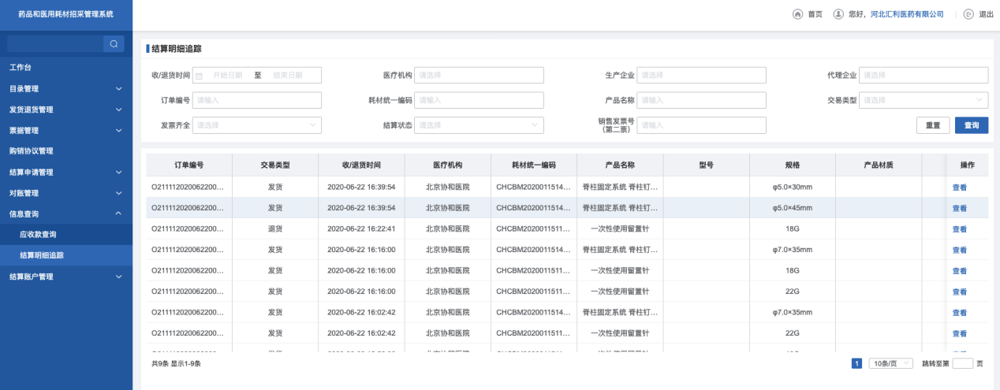 药品和医用耗材招采管理系统
首页 您好，河北汇利医药有限公司 退出
工作台
目录管理
发货退货管理
票据管理
购销协议管理
结算申请管理
对账管理
信息查询
应收款查询
结算明细追踪
结算账户管理
结算明细追踪
收/退货时间 开始日期 至 结束日期 医疗机构 请选择 生产企业 请选择 代理企业 请选择
订单编号 请输入 耗材统一编码 请输入 产品名称 请输入 交易类型 请选择
发票齐全 请选择 结算状态 请选择 销售发票号（第二票） 请输入 重置 查询
订单编号 交易类型 收/退货时间 医疗机构 耗材统一编码 产品名称 型号 规格 产品材质 操作
O211112020062200... 发货 2020-06-22 16:39:54 北京协和医院 CHCBM2020011514... 脊柱固定系统 脊柱钉... φ5.0×30mm 查看
O211112020062200... 发货 2020-06-22 16:39:54 北京协和医院 CHCBM2020011514... 脊柱固定系统 脊柱钉... φ5.0×45mm 查看
O211112020062200... 退货 2020-06-22 16:22:41 北京协和医院 CHCBM2020011511... 一次性使用留置针 18G 查看
O211112020062200... 发货 2020-06-22 16:16:00 北京协和医院 CHCBM2020011514... 脊柱固定系统 脊柱钉... φ7.0×35mm 查看
O211112020062200... 发货 2020-06-22 16:16:00 北京协和医院 CHCBM2020011511... 一次性使用留置针 18G 查看
O211112020062200... 发货 2020-06-22 16:16:00 北京协和医院 CHCBM2020011511... 一次性使用留置针 22G 查看
O211112020062200... 发货 2020-06-22 16:02:42 北京协和医院 CHCBM2020011514... 脊柱固定系统 脊柱钉... φ7.0×35mm 查看
O211112020062200... 发货 2020-06-22 16:02:42 北京协和医院 CHCBM2020011511... 一次性使用留置针 22G 查看
共9条 显示1-9条 1 10条/页 跳转至第 页